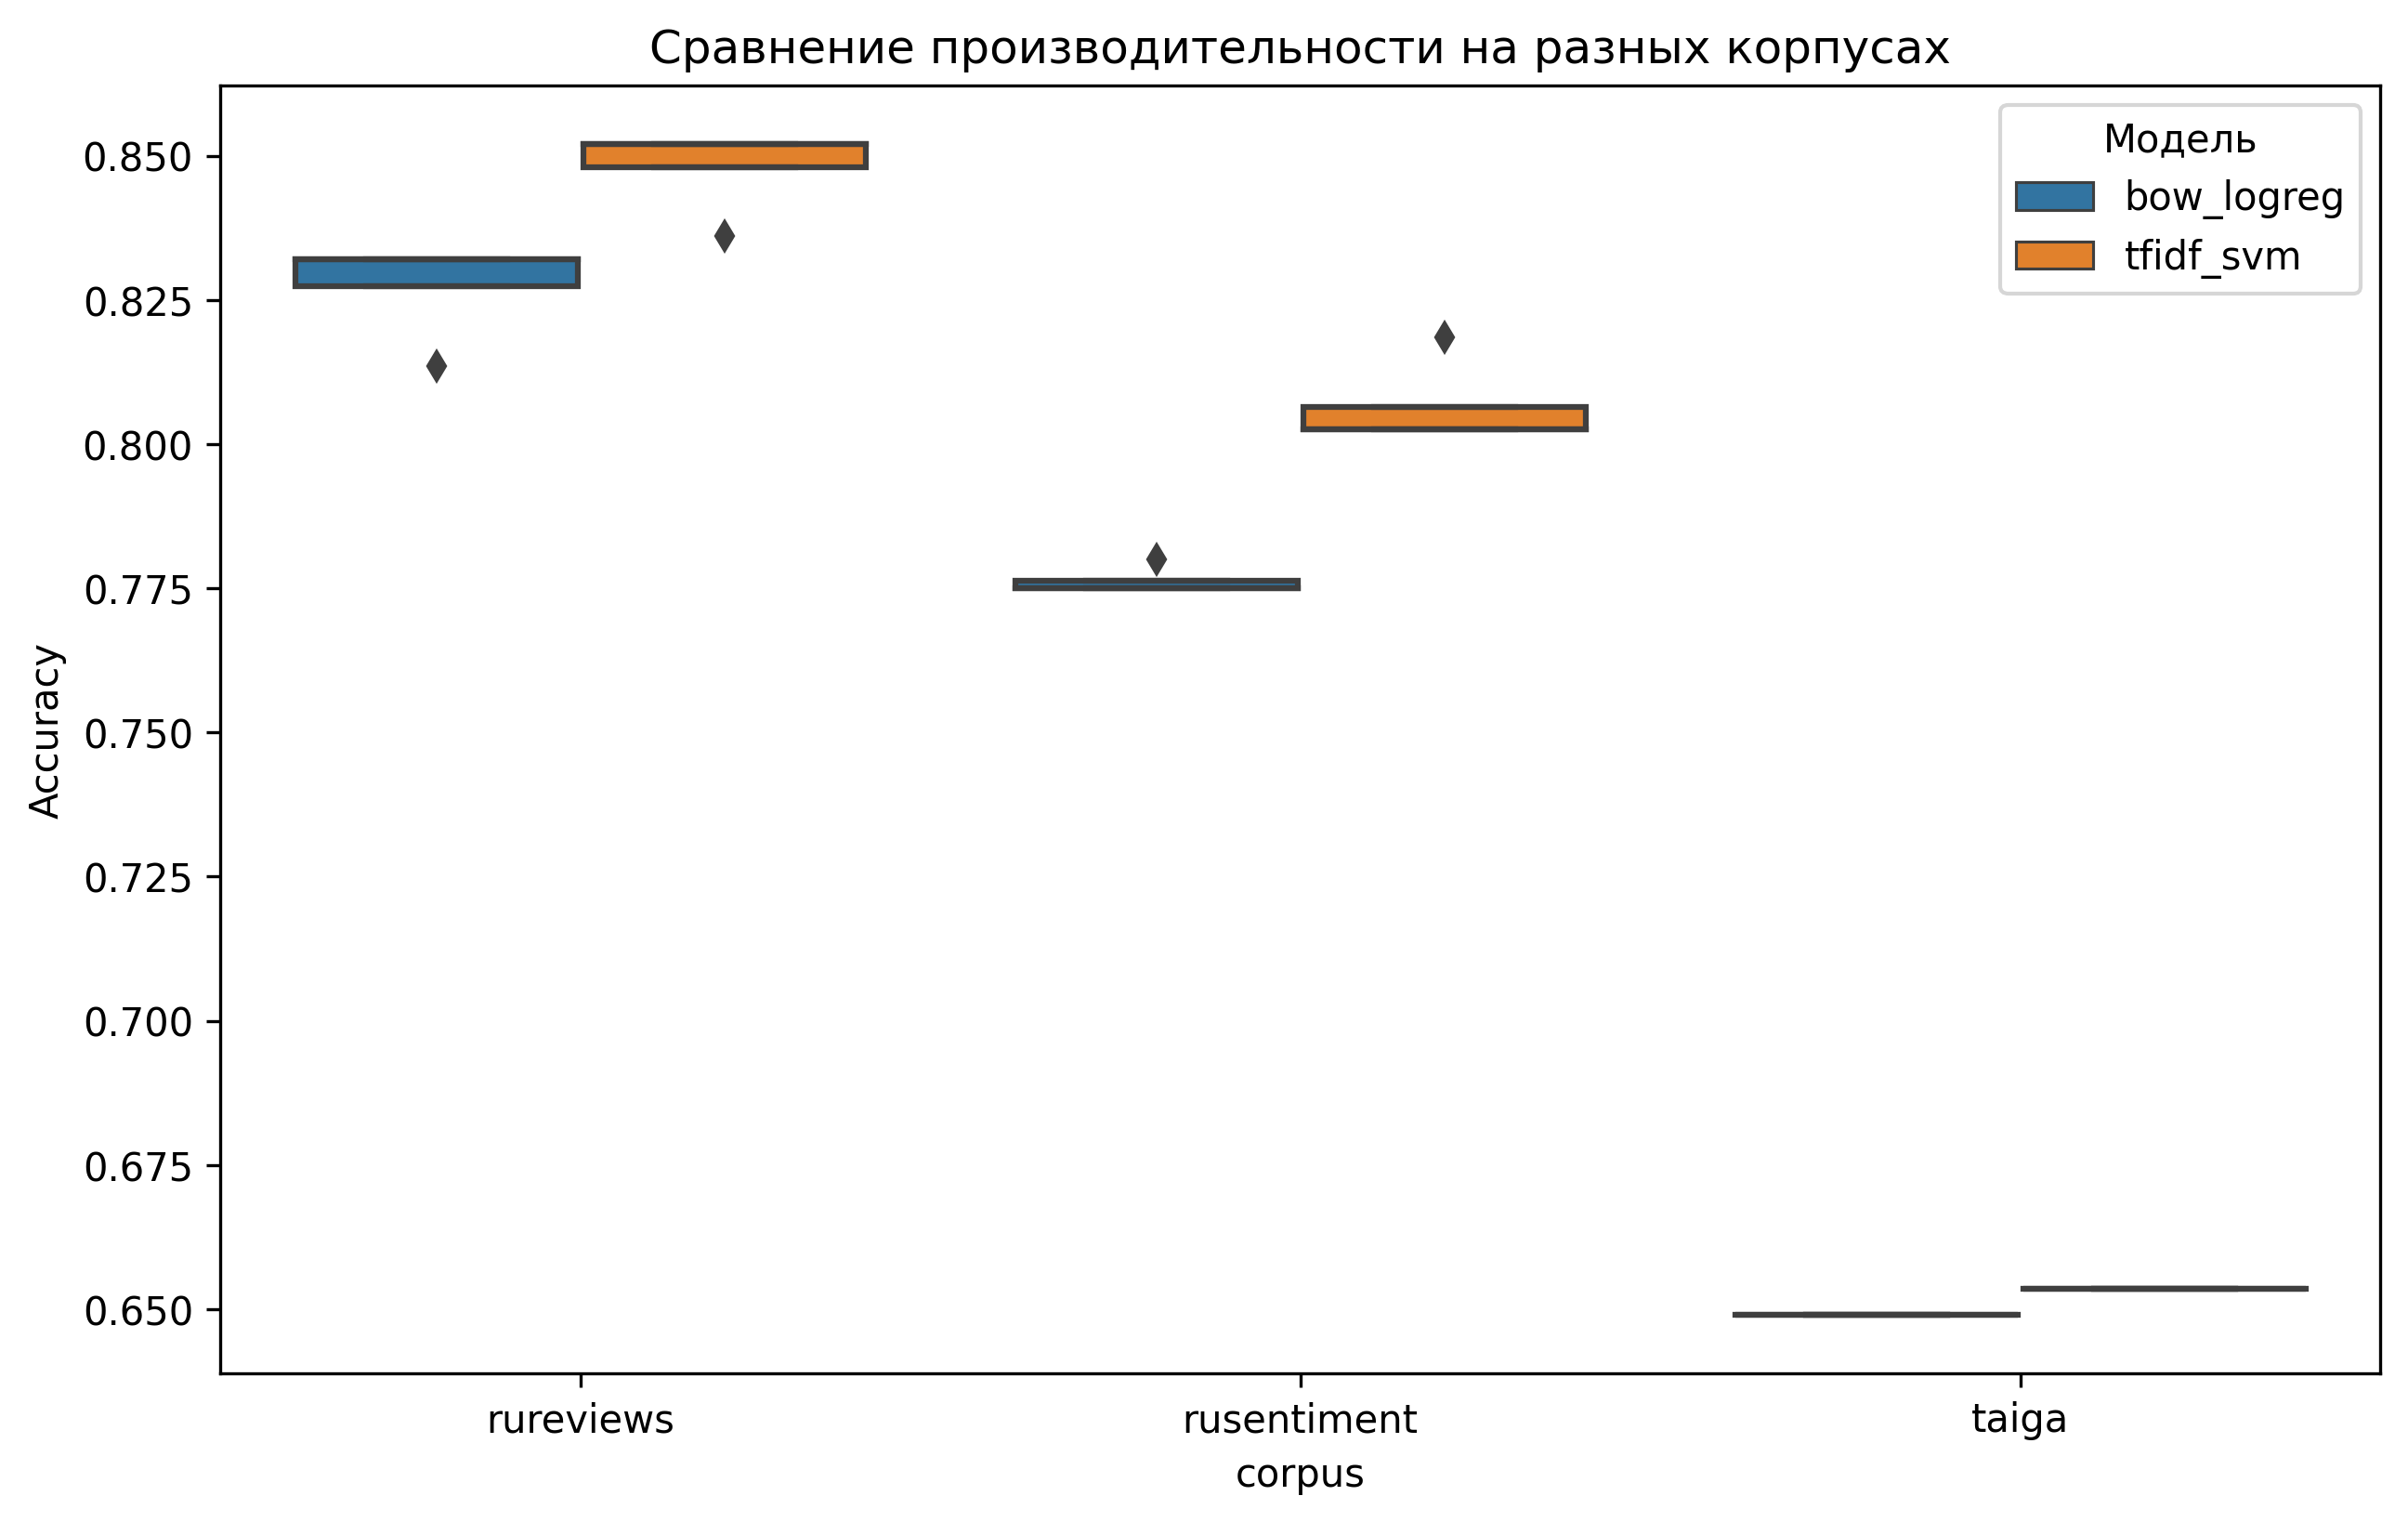 Сравнение производительности на разных корпусах
Модель
bow_logreg
tfidf_svm
0.850
0.825
0.800
0.775
0.750
0.725
0.700
0.675
0.650
Accuracy
rureviews
rusentiment
taiga
corpus